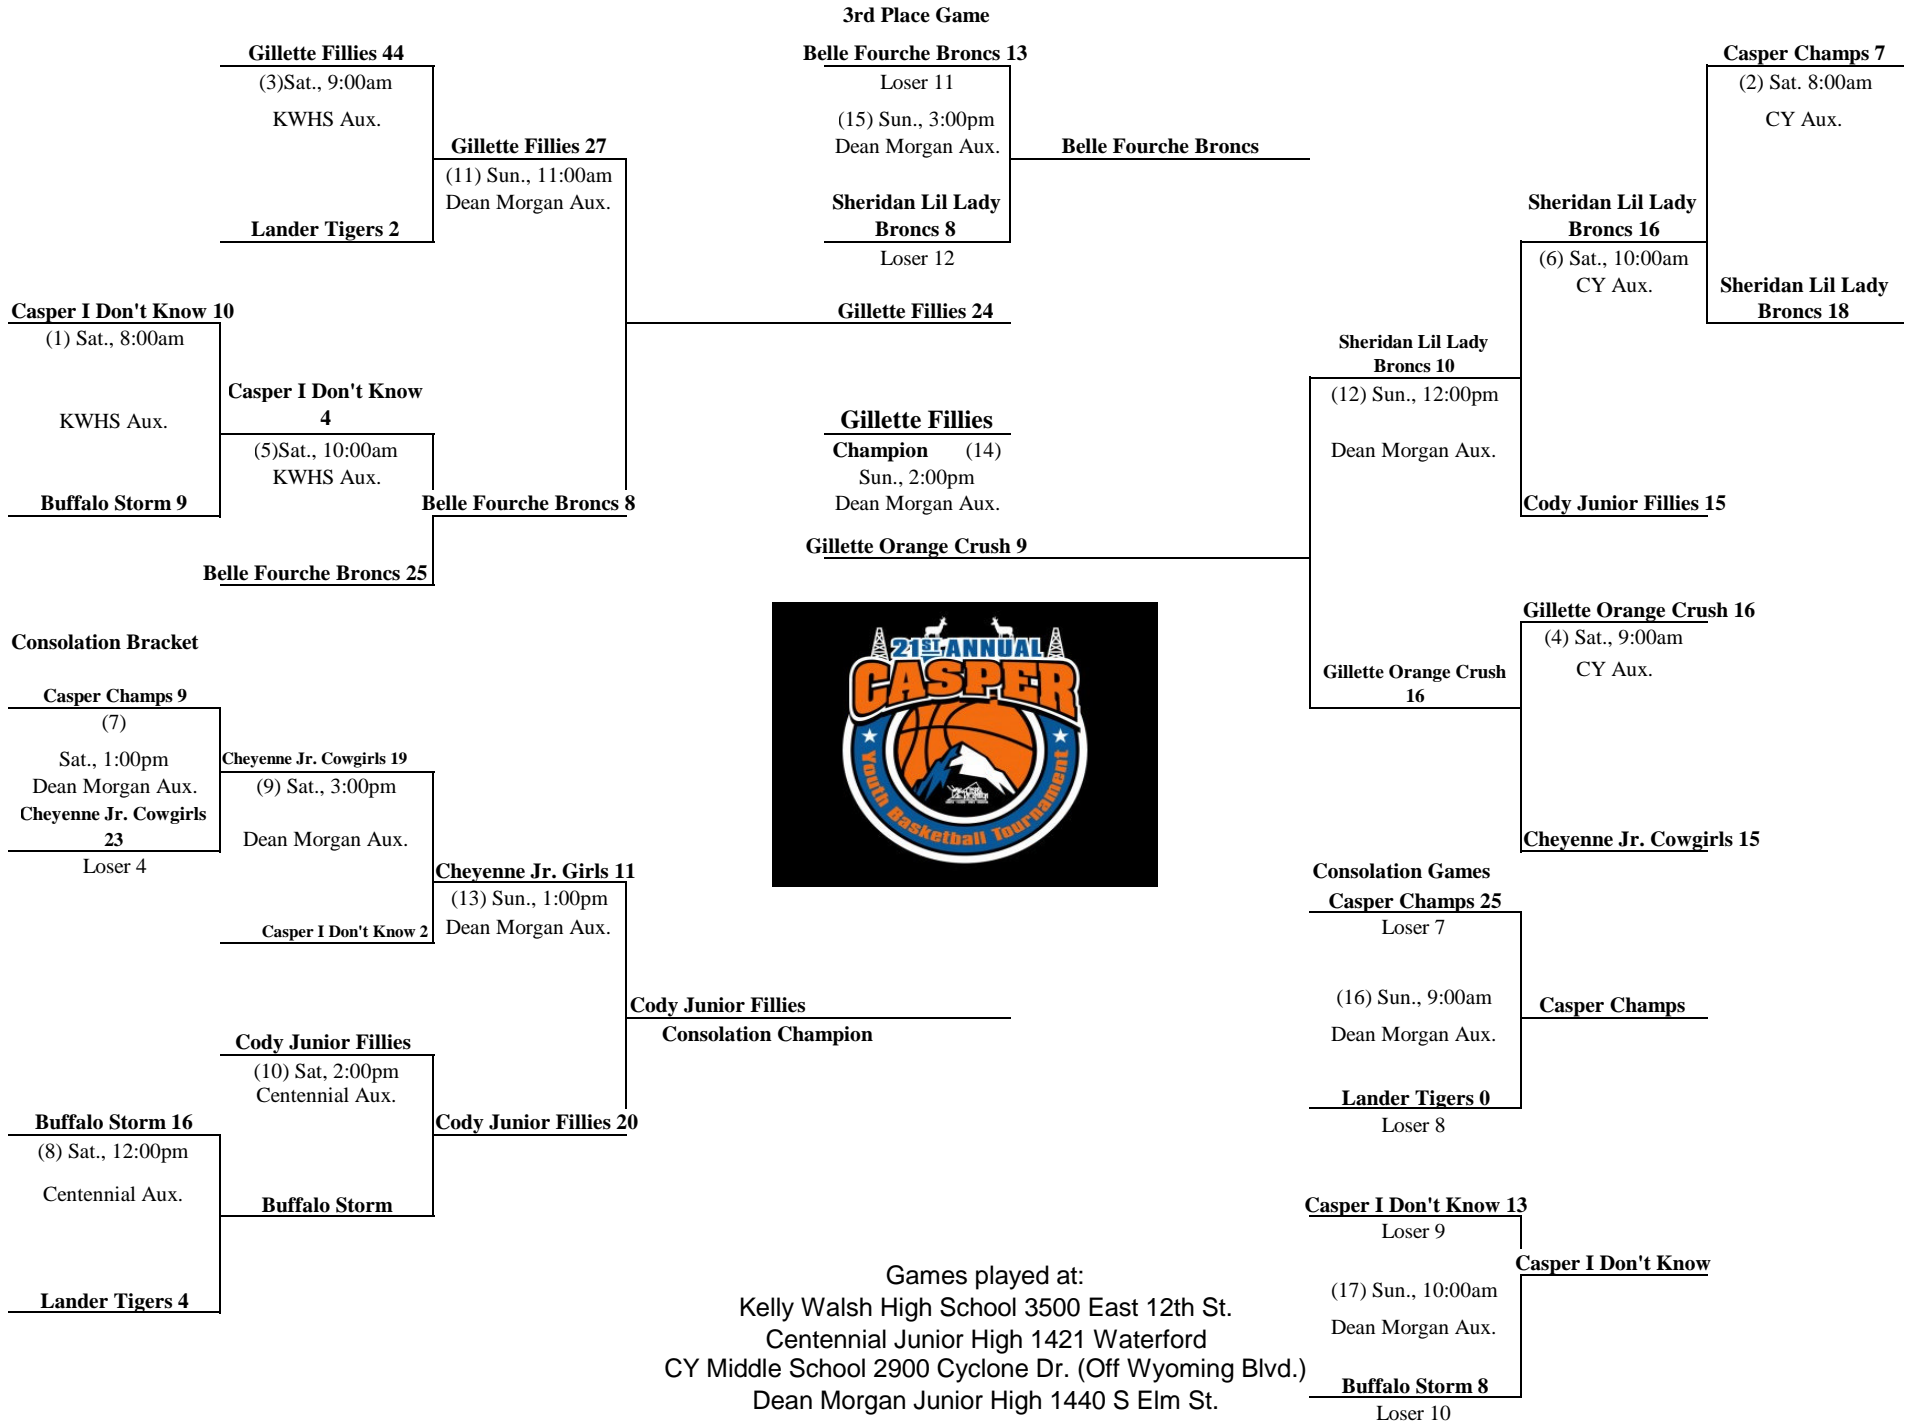 3rd Place Game
Gillette Fillies 44
(3)Sat., 9:00am
KWHS Aux.
Gillette Fillies 27
(11) Sun., 11:00am
Dean Morgan Aux.
Lander Tigers 2
Casper I Don't Know 10
(1) Sat., 8:00am
KWHS Aux.
Casper I Don't Know
4
(5)Sat., 10:00am
KWHS Aux.
Buffalo Storm 9
Belle Fourche Broncs 8
Belle Fourche Broncs 25
Belle Fourche Broncs 13
Loser 11
(15) Sun., 3:00pm
Dean Morgan Aux.
Belle Fourche Broncs
Sheridan Lil Lady
Broncs 8
Loser 12
Gillette Fillies 24
Gillette Fillies
Champion (14)
Sun., 2:00pm
Dean Morgan Aux.
Gillette Orange Crush 9
Casper Champs 7
(2) Sat. 8:00am
CY Aux.
Sheridan Lil Lady
Broncs 16
(6) Sat., 10:00am
CY Aux.
Sheridan Lil Lady
Broncs 18
Sheridan Lil Lady
Broncs 10
(12) Sun., 12:00pm
Dean Morgan Aux.
Cody Junior Fillies 15
Gillette Orange Crush 16
(4) Sat., 9:00am
CY Aux.
Gillette Orange Crush
16
Cheyenne Jr. Cowgirls 15
Consolation Bracket
Casper Champs 9
(7)
Sat., 1:00pm
Dean Morgan Aux.
Cheyenne Jr. Cowgirls
23
Loser 4
Cheyenne Jr. Cowgirls 19
(9) Sat., 3:00pm
Dean Morgan Aux.
Cheyenne Jr. Girls 11
(13) Sun., 1:00pm
Dean Morgan Aux.
Casper I Don't Know 2
Cody Junior Fillies
Consolation Champion
Cody Junior Fillies
(10) Sat, 2:00pm
Centennial Aux.
Cody Junior Fillies 20
Buffalo Storm 16
(8) Sat., 12:00pm
Centennial Aux.
Buffalo Storm
Lander Tigers 4
21ST ANNUAL
CASPER
Youth Basketball Tournament
Consolation Games
Casper Champs 25
Loser 7
(16) Sun., 9:00am
Dean Morgan Aux.
Casper Champs
Lander Tigers 0
Loser 8
Casper I Don't Know 13
Loser 9
Casper I Don't Know
(17) Sun., 10:00am
Dean Morgan Aux.
Buffalo Storm 8
Loser 10
Games played at:
Kelly Walsh High School 3500 East 12th St.
Centennial Junior High 1421 Waterford
CY Middle School 2900 Cyclone Dr. (Off Wyoming Blvd.)
Dean Morgan Junior High 1440 S Elm St.